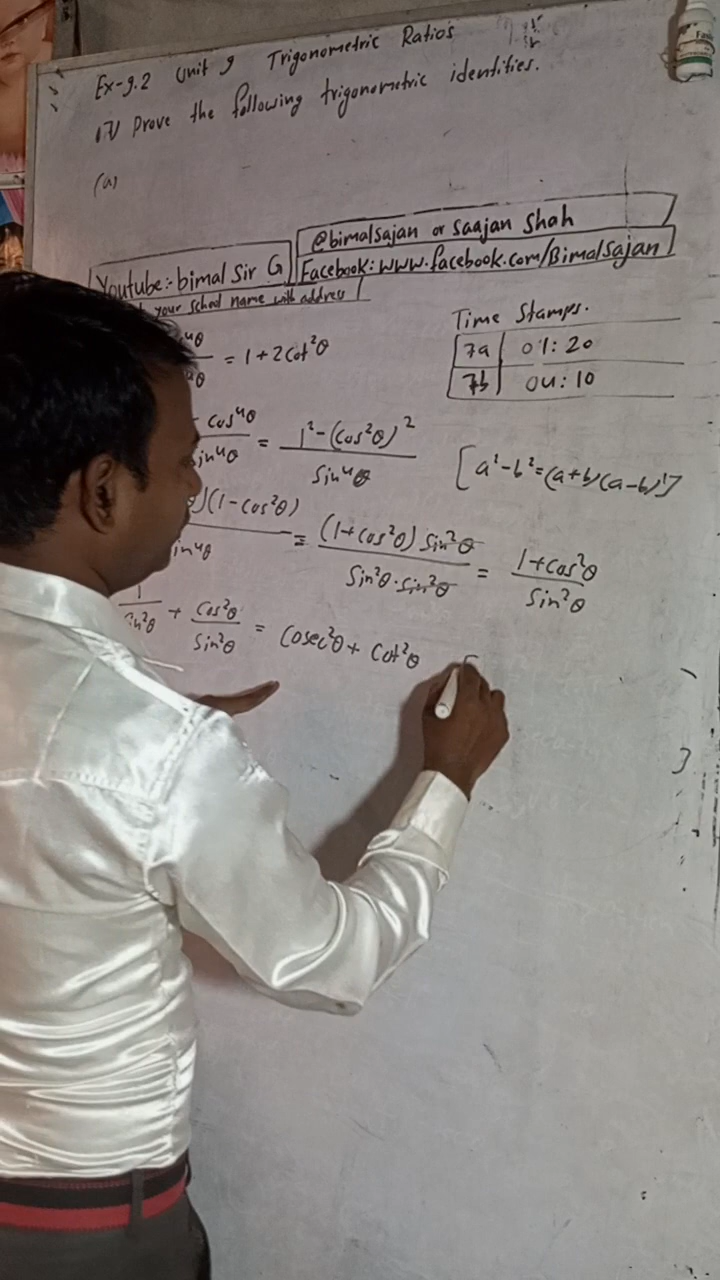 Ex-9.2 Unit 9 Trigonometric Ratios
Prove the following trigonometric identities.
(a)
@bimalsajan or Saajan Shah
Youtube:- bimal Sir G
Facebook: www.facebook.com/Bimalsajan
your school name with address
Time Stamps.
7a 01:20
7b 04:10
= 1 + 2cot²θ
cos⁴θ / sin⁴θ = 1² - (cos²θ)² / sin⁴θ
[a² - b² = (a+b)(a-b)]
)(1 - cos²θ) / sin⁴θ = (1 + cos²θ) sin²θ / sin²θ · sin²θ = 1 + cos²θ / sin²θ
1 / sin²θ + cos²θ / sin²θ = cosec²θ + cot²θ